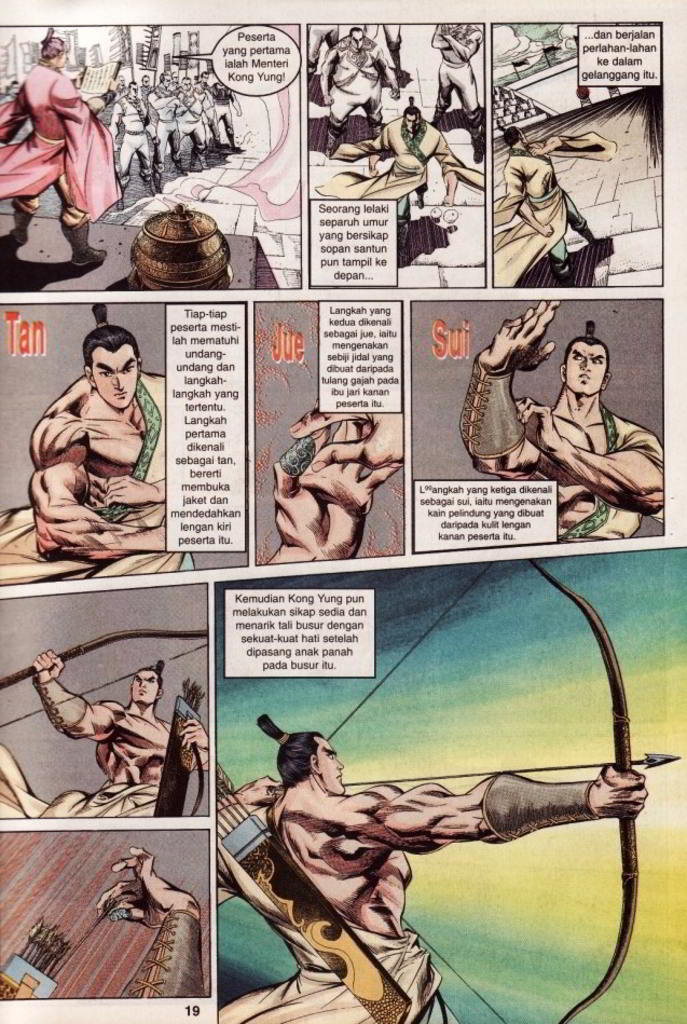 Peserta
yang pertama
ialah Menteri
Kong Yung!
Seorang lelaki
separuh umur
yang bersikap
sopan santun
pun tampil ke
depan...
...dan berjalan
perlahan-lahan
ke dalam
gelanggang itu.
Tan
Tiap-tiap
peserta mesti-
lah mematuhi
undang-
undang dan
langkah-
langkah yang
tertentu.
Langkah
pertama
dikenali
sebagai tan,
bererti
membuka
jaket dan
mendedahkan
lengan kiri
peserta itu.
Jue
Langkah yang
kedua dikenali
sebagai jue, iaitu
mengenakan
sebiji jidal yang
dibuat daripada
tulang gajah pada
ibu jari kanan
peserta itu.
Sui
L⁹⁰angkah yang ketiga dikenali
sebagai sui, iaitu mengenakan
kain pelindung yang dibuat
daripada kulit lengan
kanan peserta itu.
Kemudian Kong Yung pun
melakukan sikap sedia dan
menarik tali busur dengan
sekuat-kuat hati setelah
dipasang anak panah
pada busur itu.
19